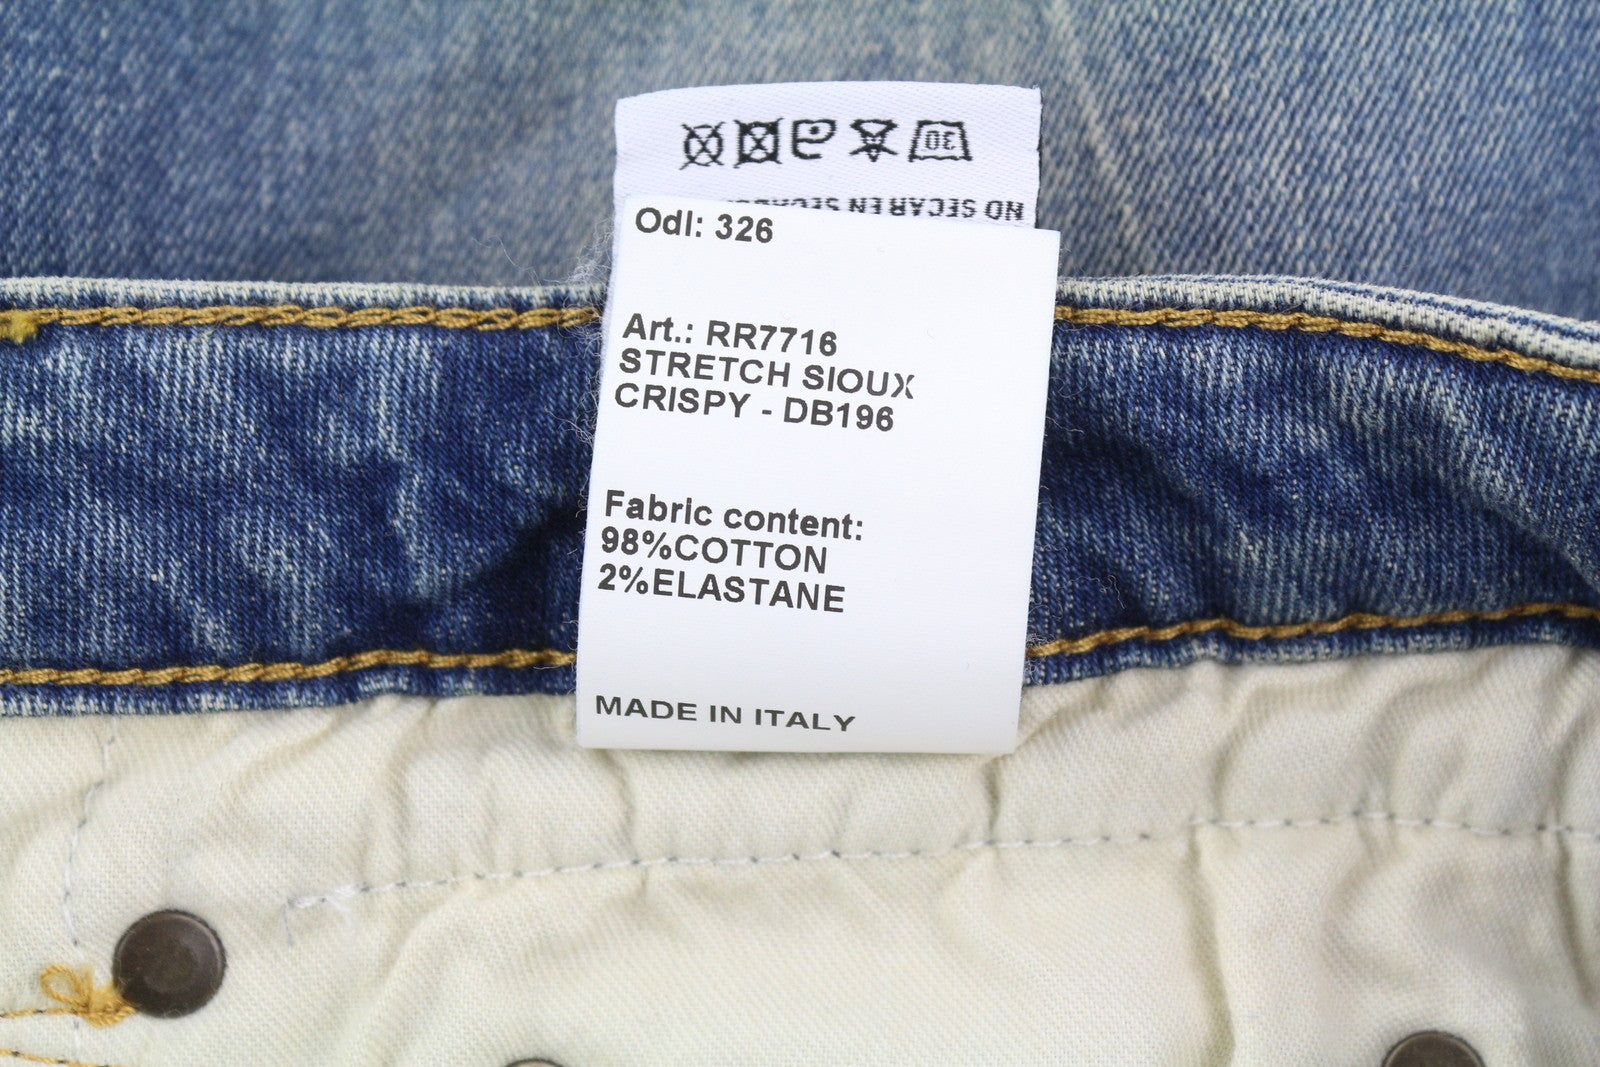 30
NO SECAR EN
Odl: 326
Art.: RR7716
STRETCH SIOUX
CRISPY - DB196
Fabric content:
98%COTTON
2%ELASTANE
MADE IN ITALY